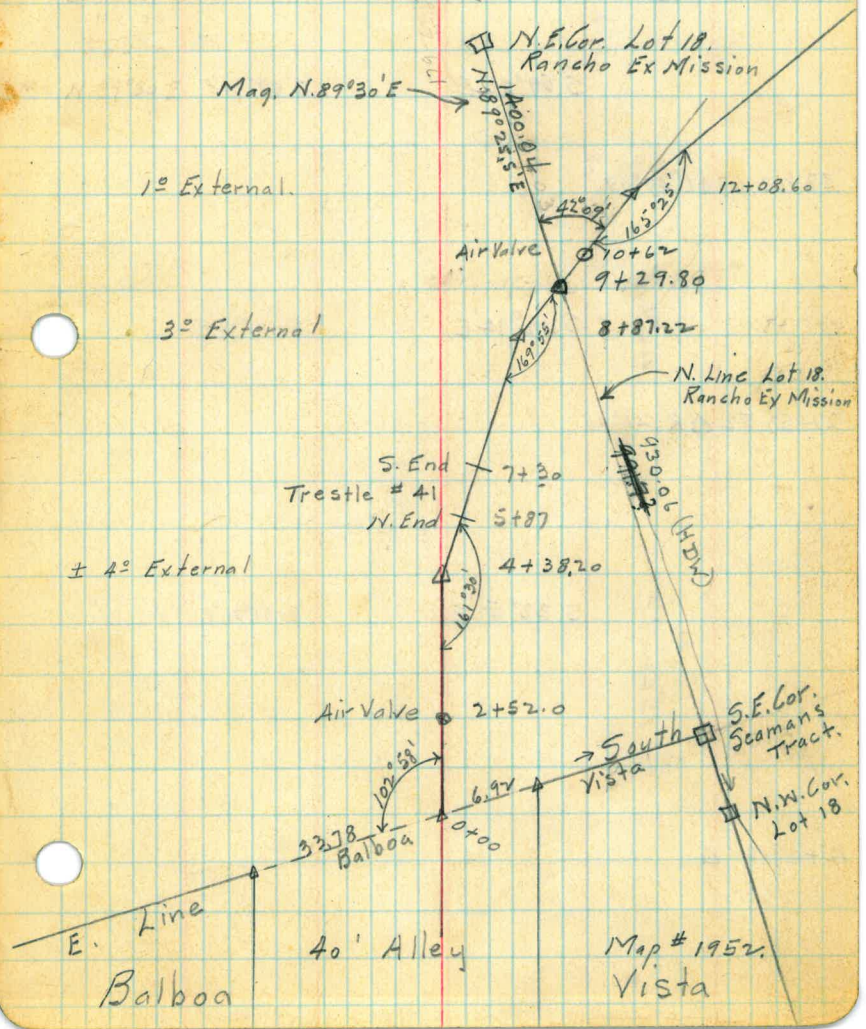 N.E. Cor. Lot 18.
Rancho Ex Mission
Mag. N.89°30'E
1400.04
N.89°25.5'E
1° External.
42°09'
165°25'
12+08.60
Air Valve
10+62
9+29.80
3° External
169°55'
8+87.22
N. Line Lot 18.
Rancho Ex Mission
S. End
7+30
Trestle # 41
N. End
5+87
930.06 (HDM)
± 4° External
4+38.20
161°30'
Air Valve
2+52.0
102°58'
→ South
Vista
S.E. Cor.
Seaman's
Tract.
6.92
0+00
33.78
Balboa
N.W. Cor.
Lot 18
E. Line
40' Alley
Map # 1952.
Balboa
Vista